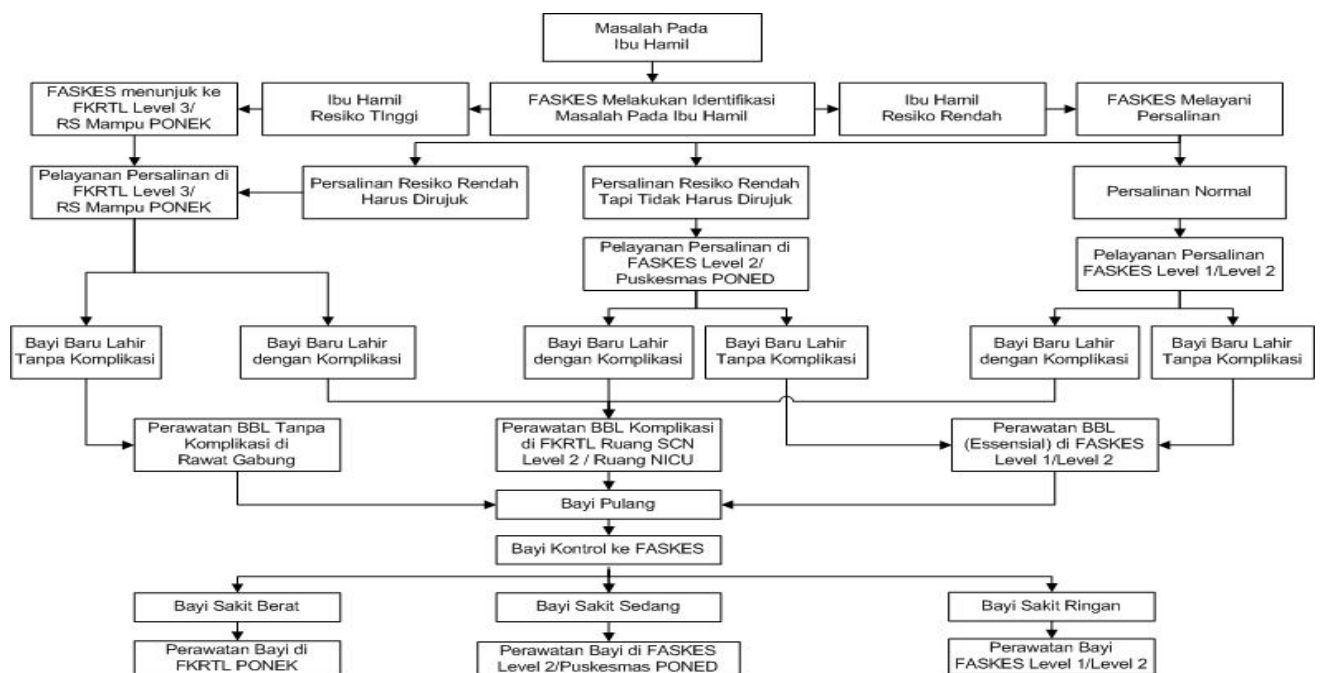 Masalah Pada
Ibu Hamil
FASKES menunjuk ke
FKRTL Level 3/
RS Mampu PONEK
Ibu Hamil
Resiko TInggi
FASKES Melakukan Identifikasi
Masalah Pada Ibu Hamil
Ibu Hamil
Resiko Rendah
FASKES Melayani
Persalinan
Pelayanan Persalinan di
FKRTL Level 3/
RS Mampu PONEK
Persalinan Resiko Rendah
Harus Dirujuk
Persalinan Resiko Rendah
Tapi Tidak Harus Dirujuk
Persalinan Normal
Pelayanan Persalinan di
FASKES Level 2/
Puskesmas PONED
Pelayanan Persalinan
FASKES Level 1/Level 2
Bayi Baru Lahir
Tanpa Komplikasi
Bayi Baru Lahir
dengan Komplikasi
Bayi Baru Lahir
dengan Komplikasi
Bayi Baru Lahir
Tanpa Komplikasi
Bayi Baru Lahir
dengan Komplikasi
Bayi Baru Lahir
Tanpa Komplikasi
Perawatan BBL Tanpa
Komplikasi di
Rawat Gabung
Perawatan BBL Komplikasi
di FKRTL Ruang SCN
Level 2 / Ruang NICU
Perawatan BBL
(Essensial) di FASKES
Level 1/Level 2
Bayi Pulang
Bayi Kontrol ke FASKES
Bayi Sakit Berat
Bayi Sakit Sedang
Bayi Sakit Ringan
Perawatan Bayi di
FKRTL PONEK
Perawatan Bayi di FASKES
Level 2/Puskesmas PONED
Perawatan Bayi
FASKES Level 1/Level 2